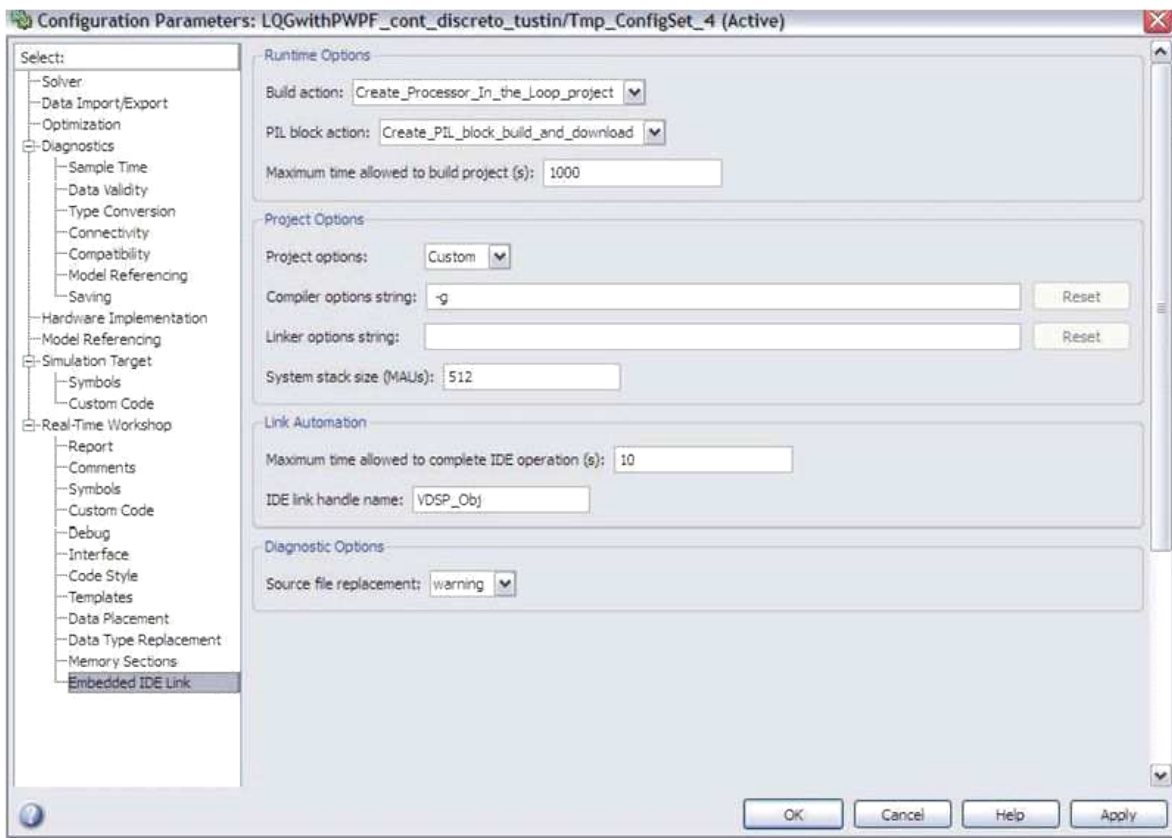 Configuration Parameters: LQGwithPWPF_cont_discreto_tustin/Tmp_ConfigSet_4 (Active)
Select:
Solver
Data Import/Export
Optimization
Diagnostics
Sample Time
Data Validity
Type Conversion
Connectivity
Compatibility
Model Referencing
Saving
Hardware Implementation
Model Referencing
Simulation Target
Symbols
Custom Code
Real-Time Workshop
Report
Comments
Symbols
Custom Code
Debug
Interface
Code Style
Templates
Data Placement
Data Type Replacement
Memory Sections
Embedded IDE Link
Runtime Options
Build action: Create_Processor_In_the_Loop_project
PIL block action: Create_PIL_block_build_and_download
Maximum time allowed to build project (s): 1000
Project Options
Project options: Custom
Compiler options string: -g Reset
Linker options string: Reset
System stack size (MAUs): 512
Link Automation
Maximum time allowed to complete IDE operation (s): 10
IDE link handle name: VDSP_Obj
Diagnostic Options
Source file replacement: warning
OK Cancel Help Apply